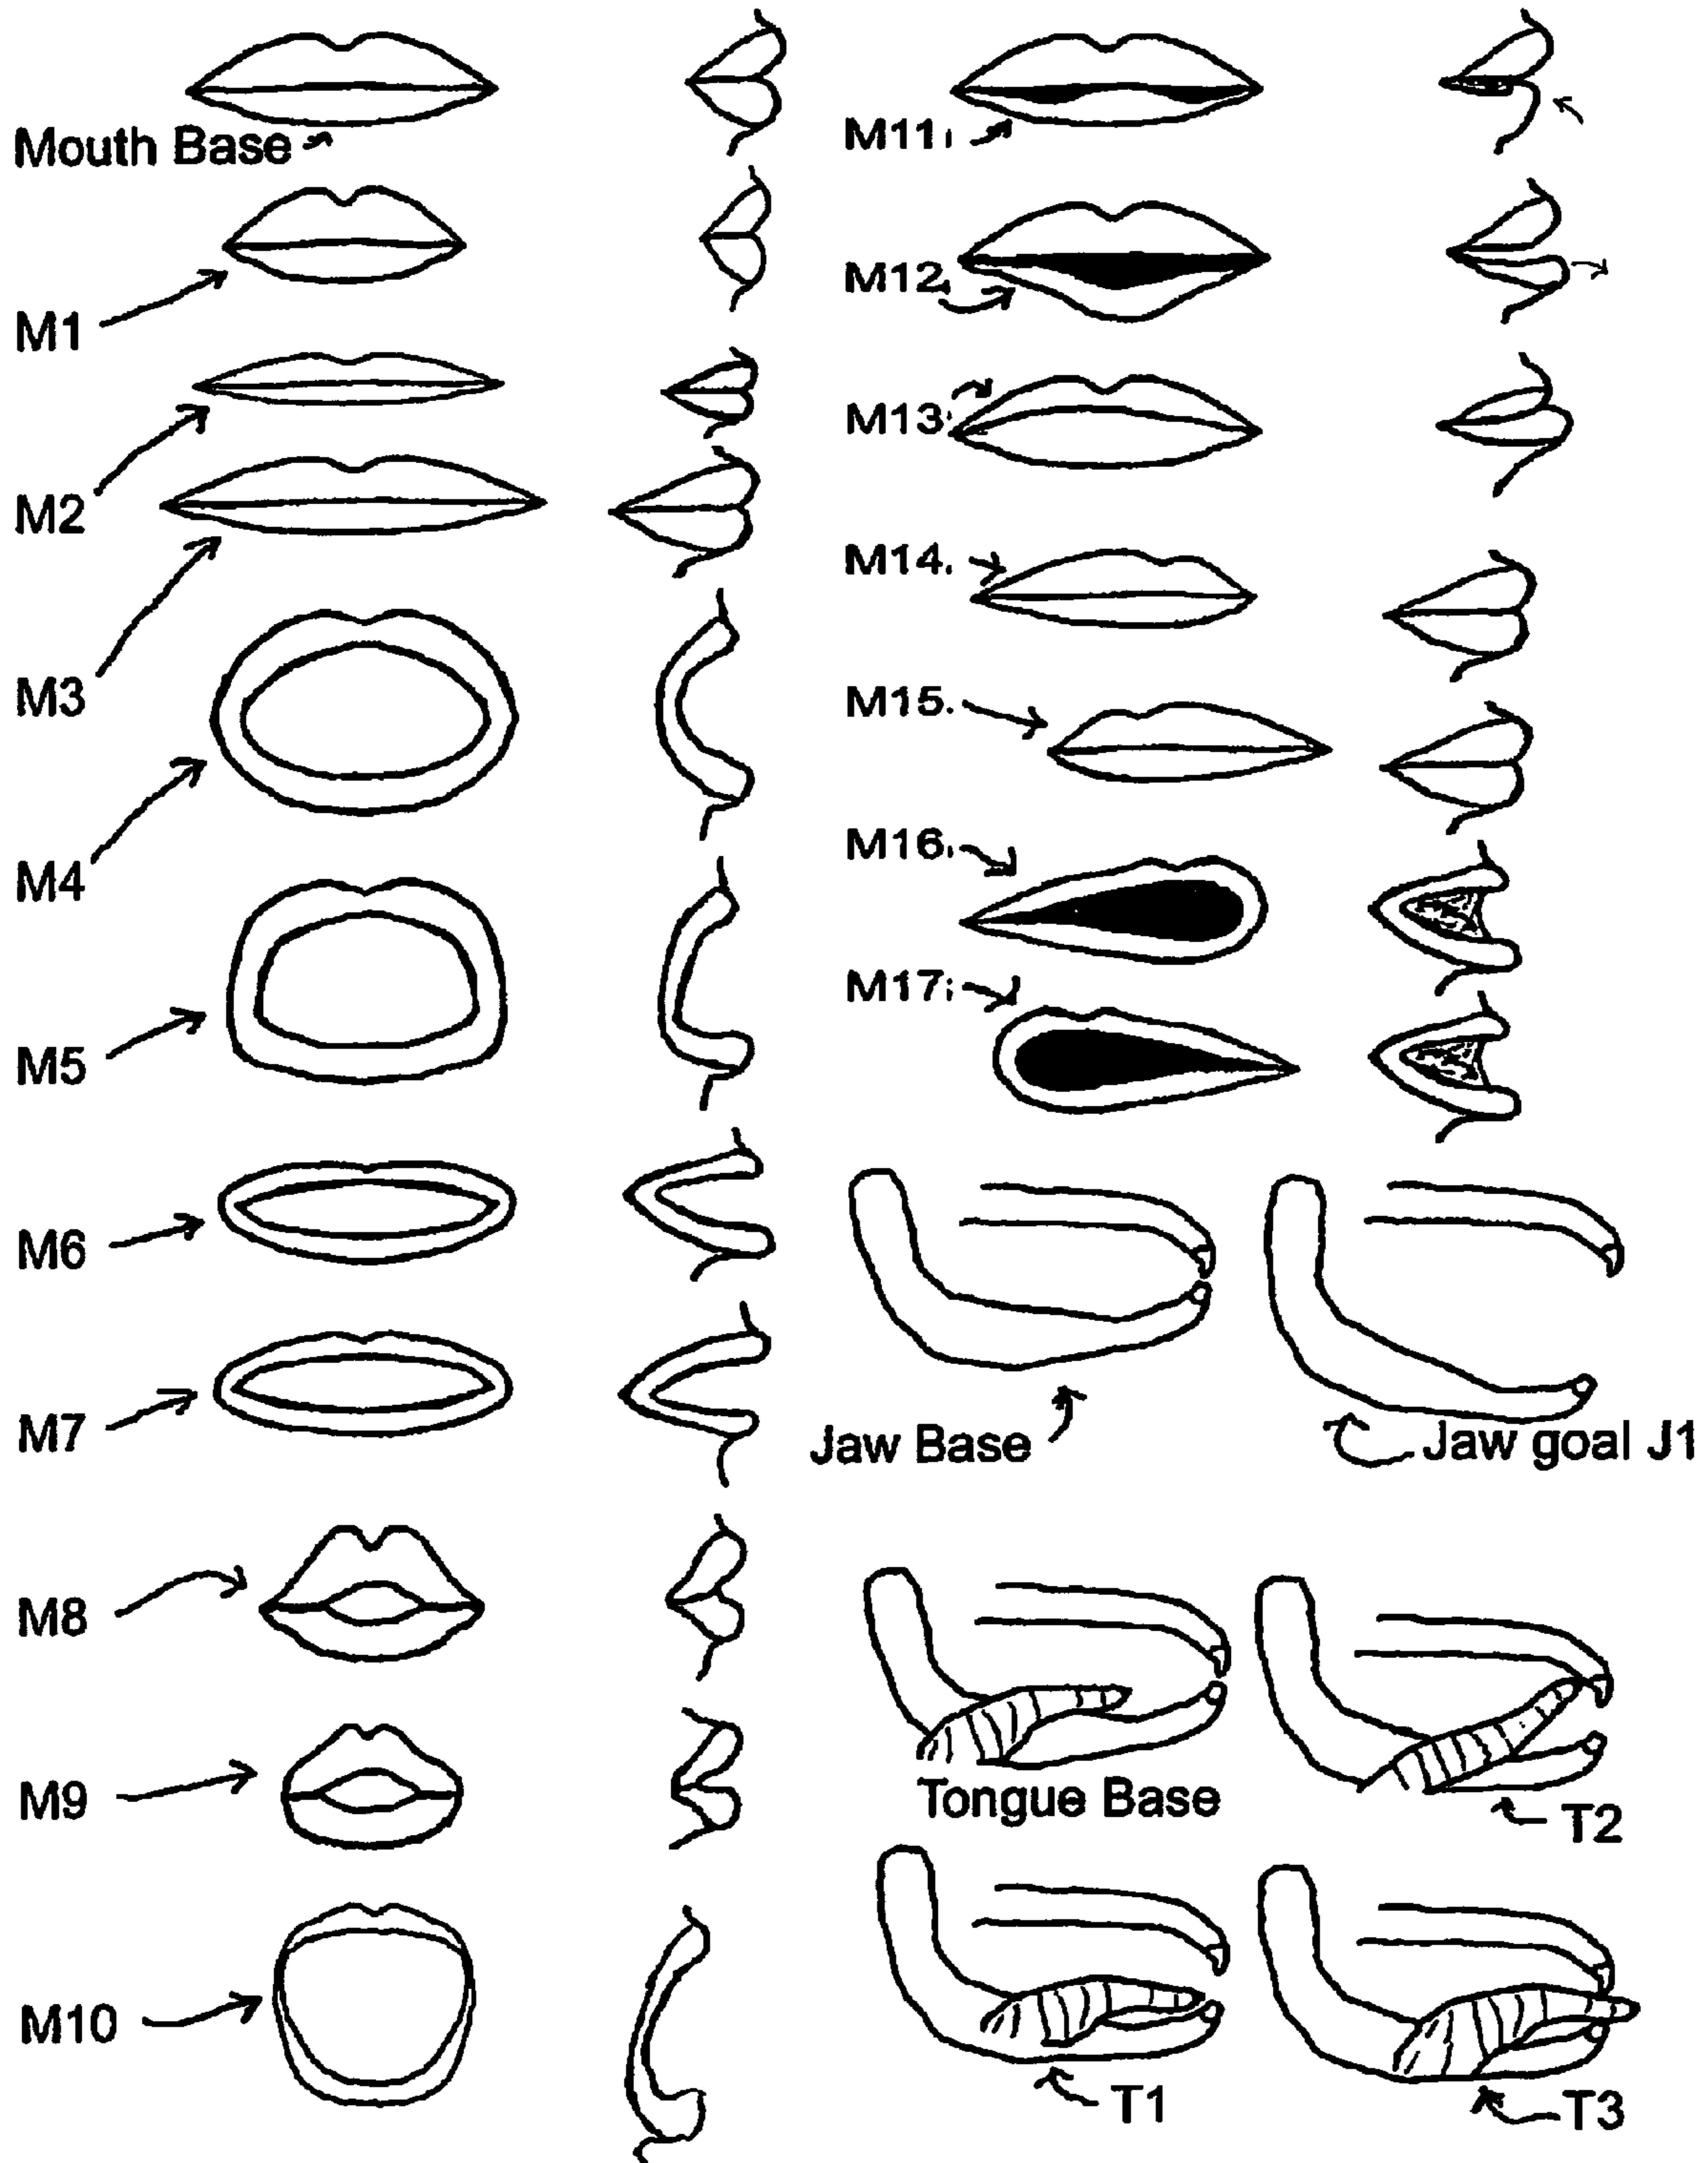 Mouth Base
M1
M2
M3
M4
M5
M6
M7
M8
M9
M10
M11
M12
M13
M14.
M15.
M16
M17
Jaw Base
Jaw goal J1
Tongue Base
T2
T1
T3